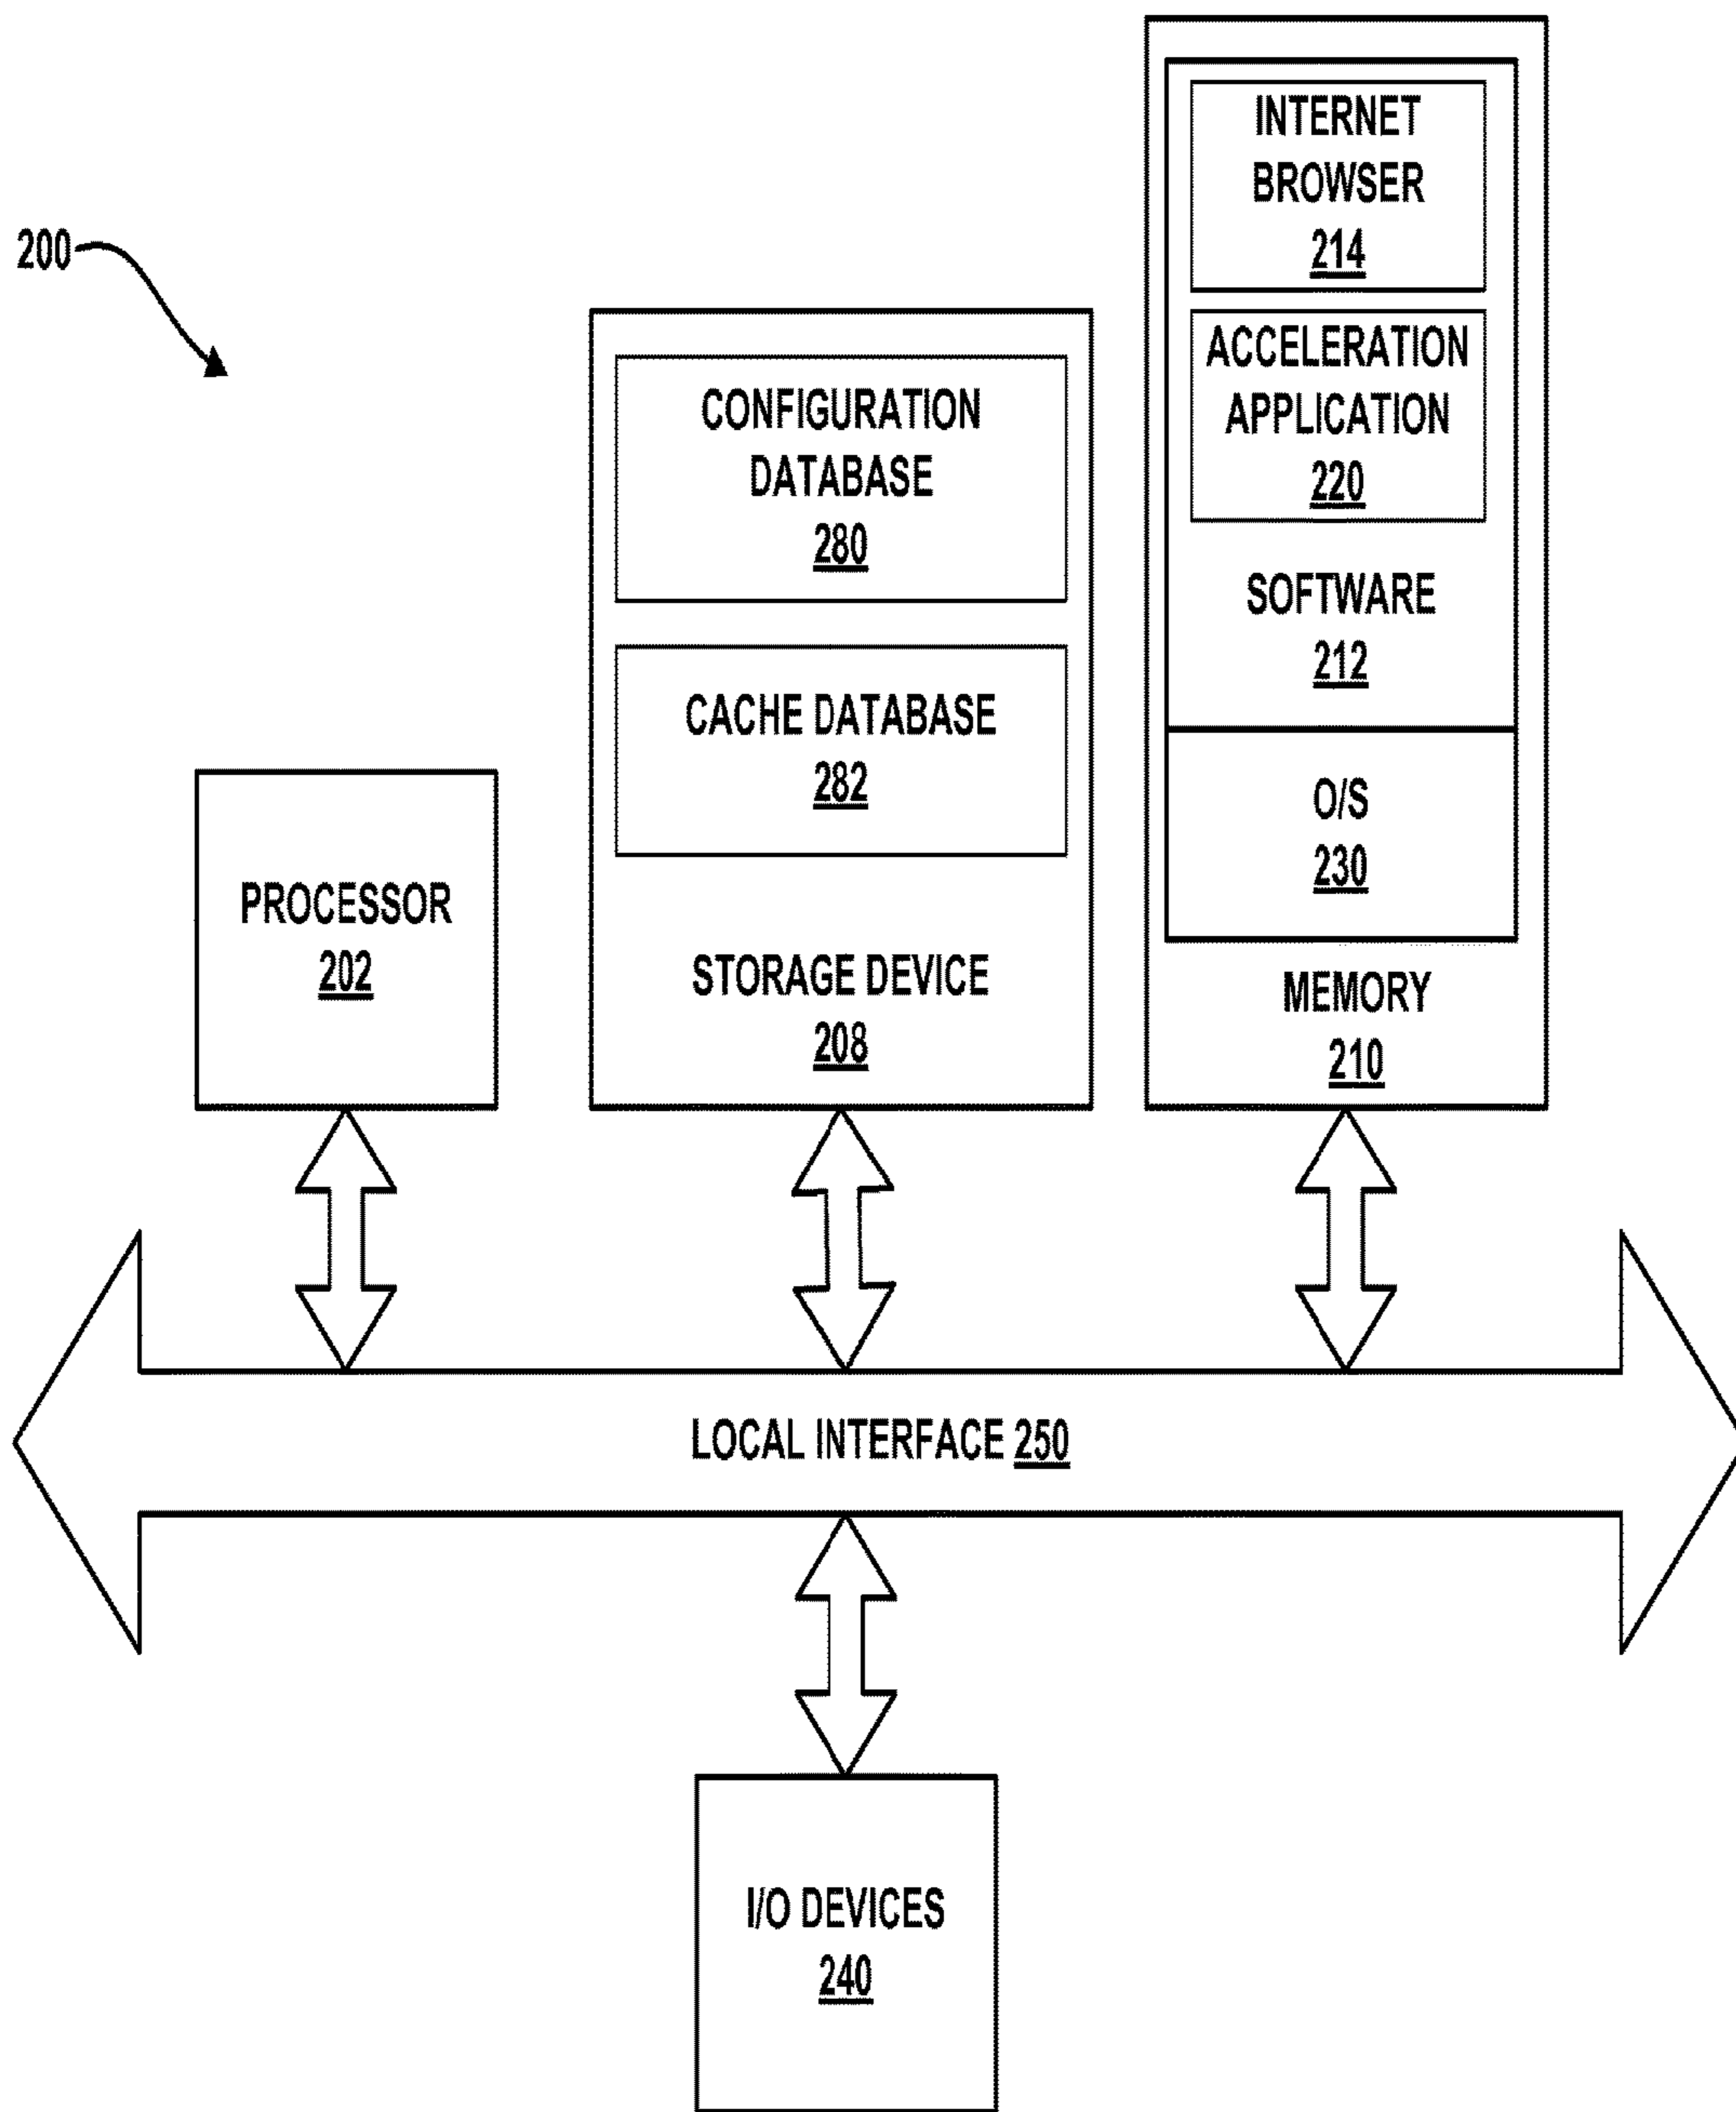 200
INTERNET
BROWSER
214
ACCELERATION
APPLICATION
220
SOFTWARE
212
O/S
230
MEMORY
210
CONFIGURATION
DATABASE
280
CACHE DATABASE
282
STORAGE DEVICE
208
PROCESSOR
202
LOCAL INTERFACE 250
I/O DEVICES
240